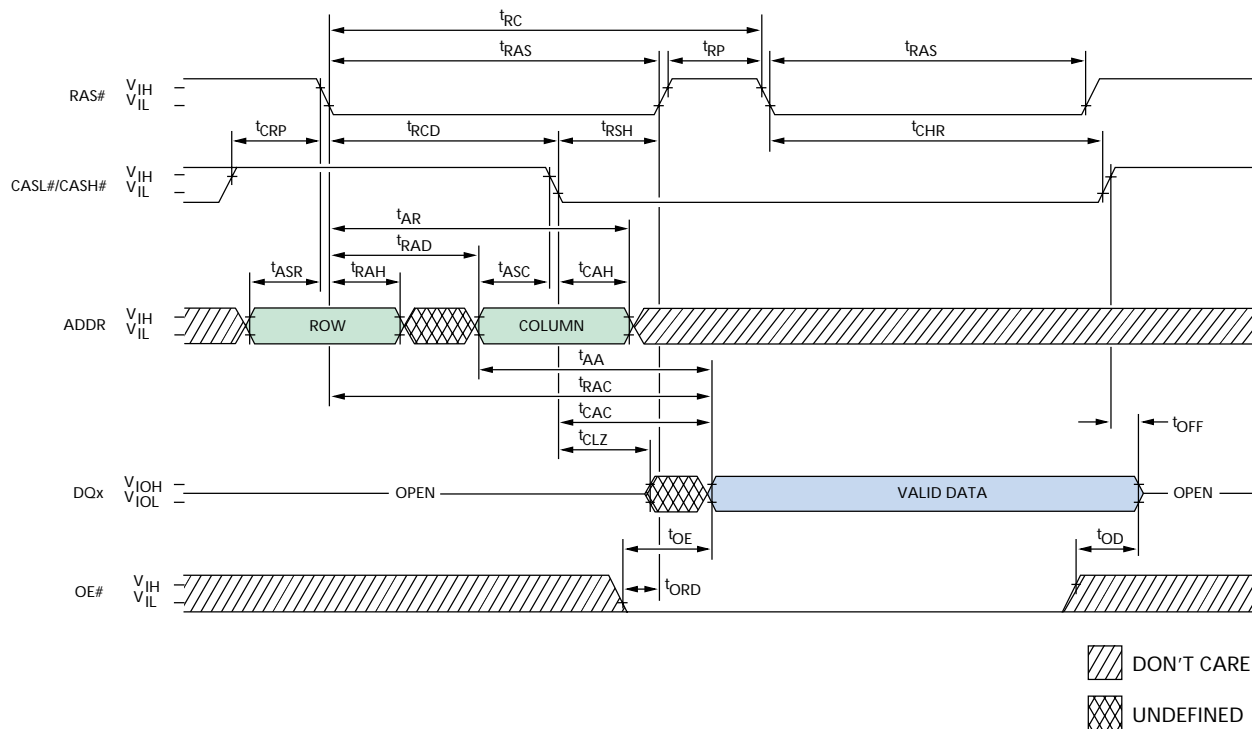 tRC
tRAS
tRP
tRAS
RAS#
VIH
VIL
tCRP
tRCD
tRSH
tCHR
CASL#/CASH#
VIH
VIL
tAR
tRAD
tASR
tRAH
tASC
tCAH
ADDR
VIH
VIL
ROW
COLUMN
tAA
tRAC
tCAC
tCLZ
tOFF
DQx
VIOH
VIOL
OPEN
VALID DATA
OPEN
tOE
tOD
tORD
OE#
VIH
VIL
DON'T CARE
UNDEFINED